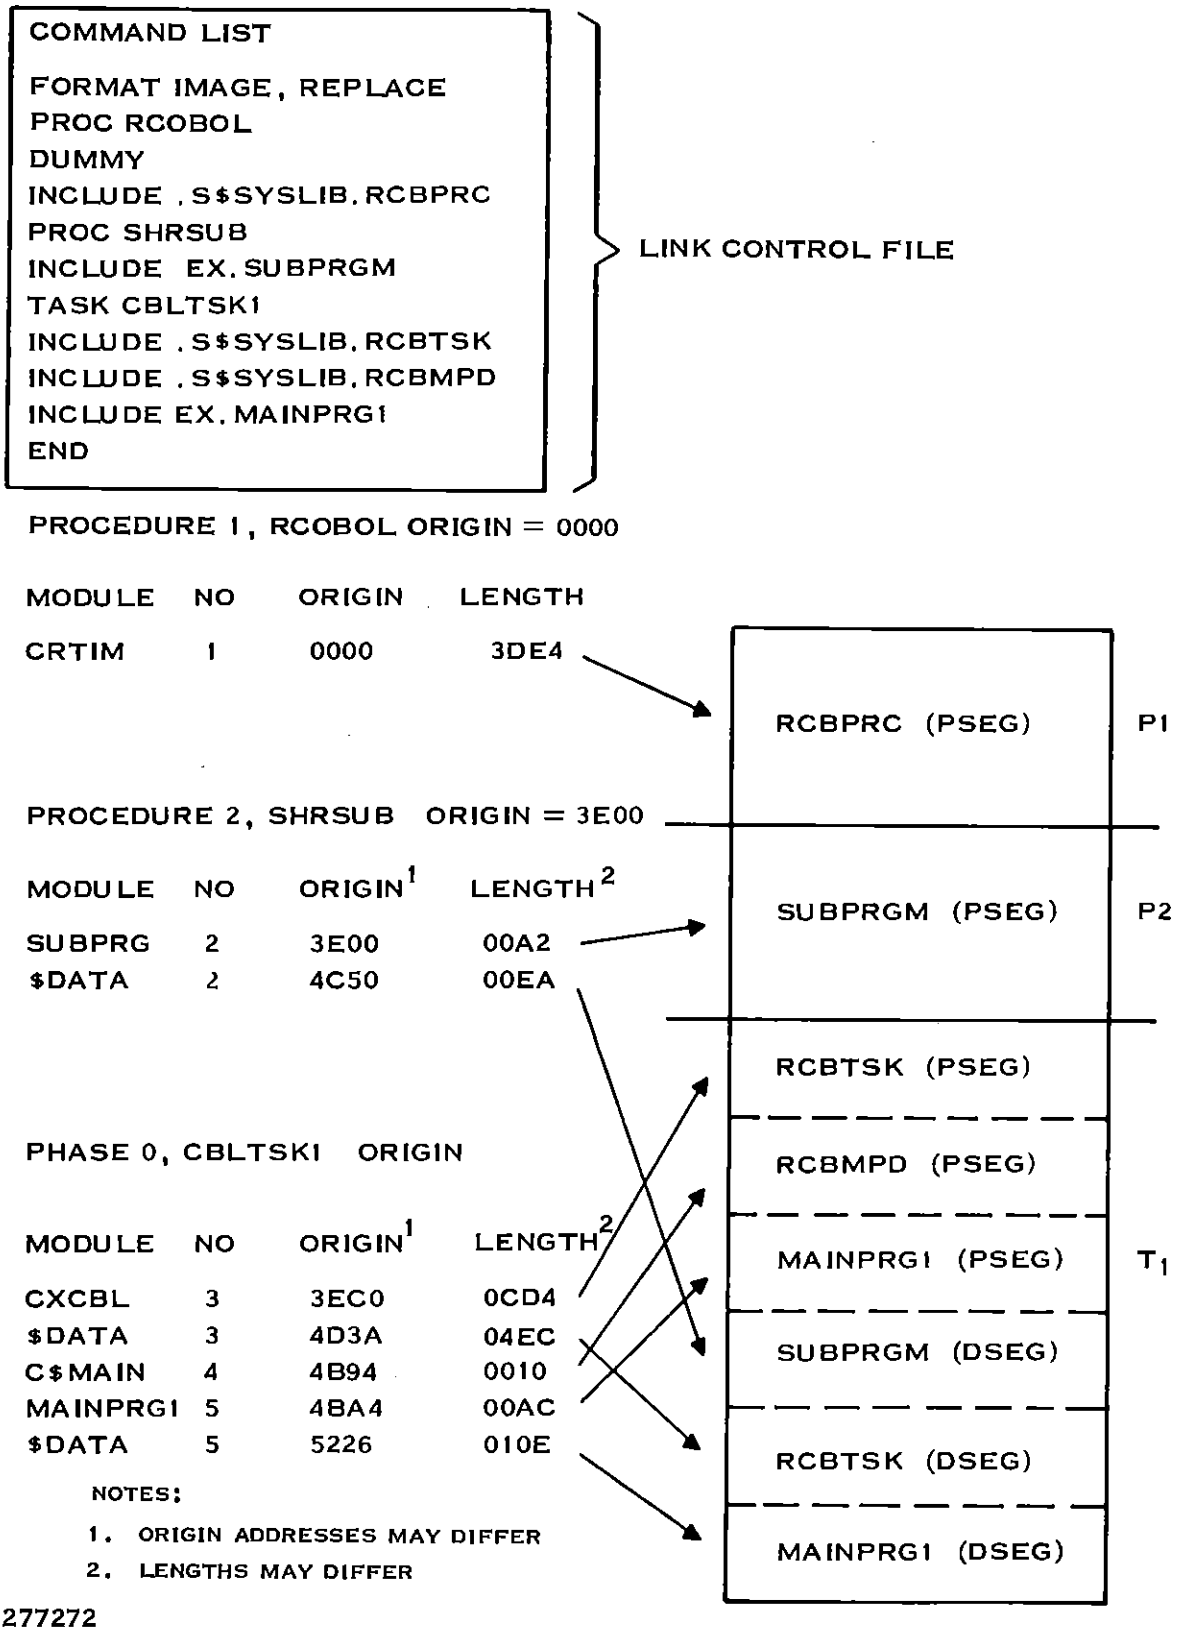 COMMAND LIST
FORMAT IMAGE, REPLACE
PROC RCOBOL
DUMMY
INCLUDE .S$SYSLIB.RCBPRC
PROC SHRSUB
INCLUDE EX.SUBPRGM
TASK CBLTSK1
INCLUDE .S$SYSLIB.RCBTSK
INCLUDE .S$SYSLIB.RCBMPD
INCLUDE EX.MAINPRG1
END
LINK CONTROL FILE
PROCEDURE 1, RCOBOL ORIGIN = 0000
MODULE NO ORIGIN LENGTH
CRTIM 1 0000 3DE4
RCBPRC (PSEG) P1
PROCEDURE 2, SHRSUB ORIGIN = 3E00
MODULE NO ORIGIN1 LENGTH2
SUBPRG 2 3E00 00A2
$DATA 2 4C50 00EA
SUBPRGM (PSEG) P2
PHASE 0, CBLTSK1 ORIGIN
MODULE NO ORIGIN1 LENGTH2
CXCBL 3 3EC0 0CD4
$DATA 3 4D3A 04EC
C$MAIN 4 4B94 0010
MAINPRG1 5 4BA4 00AC
$DATA 5 5226 010E
RCBTSK (PSEG)
RCBMPD (PSEG)
MAINPRG1 (PSEG) T1
SUBPRGM (DSEG)
RCBTSK (DSEG)
MAINPRG1 (DSEG)
NOTES:
1. ORIGIN ADDRESSES MAY DIFFER
2. LENGTHS MAY DIFFER
277272